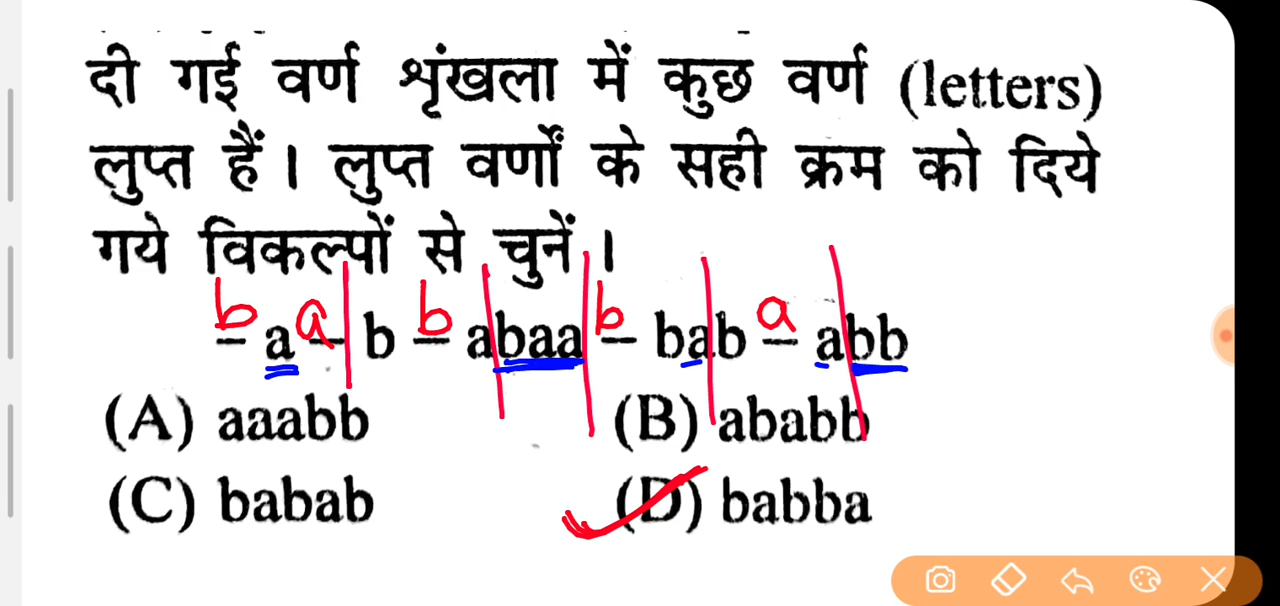 दी गई वर्ण शृंखला में कुछ वर्ण (letters)
लुप्त हैं। लुप्त वर्णों के सही क्रम को दिये
गये विकल्पों से चुनें।
b a b b a
_ a _ b _ abaa _ bab _ abb
(A) aaabb (B) ababb
(C) babab (D) babba